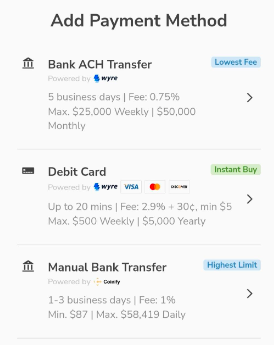 Add Payment Method
Bank ACH Transfer
Lowest Fee
Powered by wyre
5 business days | Fee: 0.75%
Max. $25,000 Weekly | $50,000
Monthly
Debit Card
Instant Buy
Powered by wyre VISA mastercard DISCOVER
Up to 20 mins | Fee: 2.9% + 30¢, min $5
Max. $500 Weekly | $5,000 Yearly
Manual Bank Transfer
Highest Limit
Powered by Coinify
1-3 business days | Fee: 1%
Min. $87 | Max. $58,419 Daily